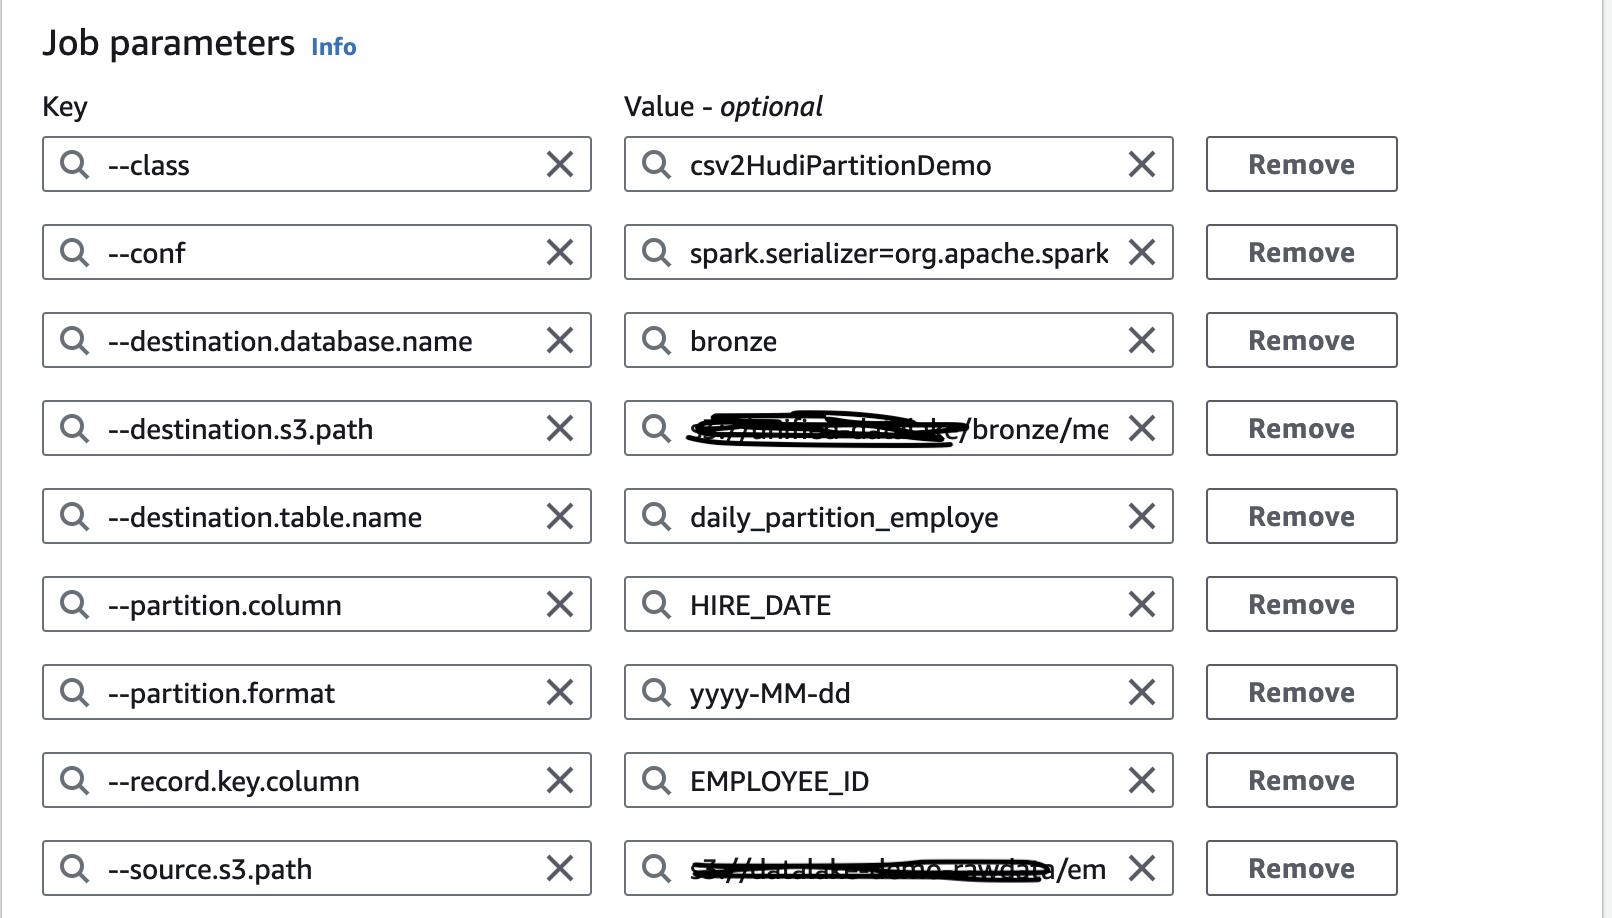 Job parameters Info
Key Value - optional
--class csv2HudiPartitionDemo Remove
--conf spark.serializer=org.apache.spark Remove
--destination.database.name bronze Remove
--destination.s3.path /bronze/me Remove
--destination.table.name daily_partition_employe Remove
--partition.column HIRE_DATE Remove
--partition.format yyyy-MM-dd Remove
--record.key.column EMPLOYEE_ID Remove
--source.s3.path /em Remove